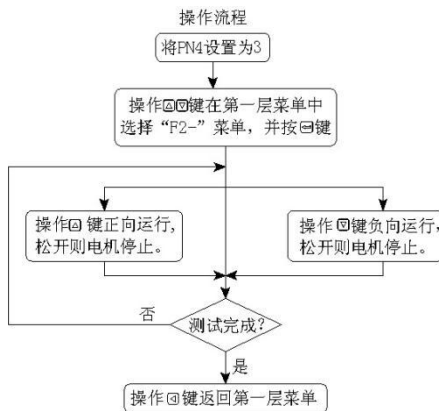 操作流程
将PN4设置为3
操作▲▼键在第一层菜单中
选择“F2-”菜单,并按⏎键
操作▲键正向运行,
松开则电机停止。
操作▼键负向运行,
松开则电机停止。
否
测试完成?
是
操作◀键返回第一层菜单